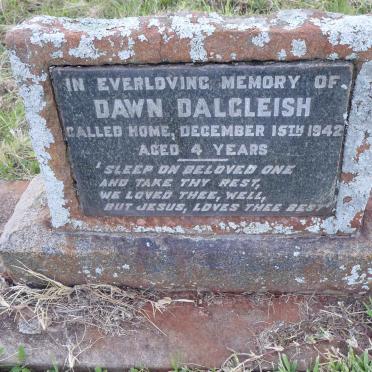 IN EVERLOVING MEMORY OF
DAWN DALGLEISH
CALLED HOME, DECEMBER 15TH 1942
AGED 4 YEARS
SLEEP ON BELOVED ONE
AND TAKE THY REST,
WE LOVED THEE, WELL,
BUT JESUS, LOVES THEE BEST